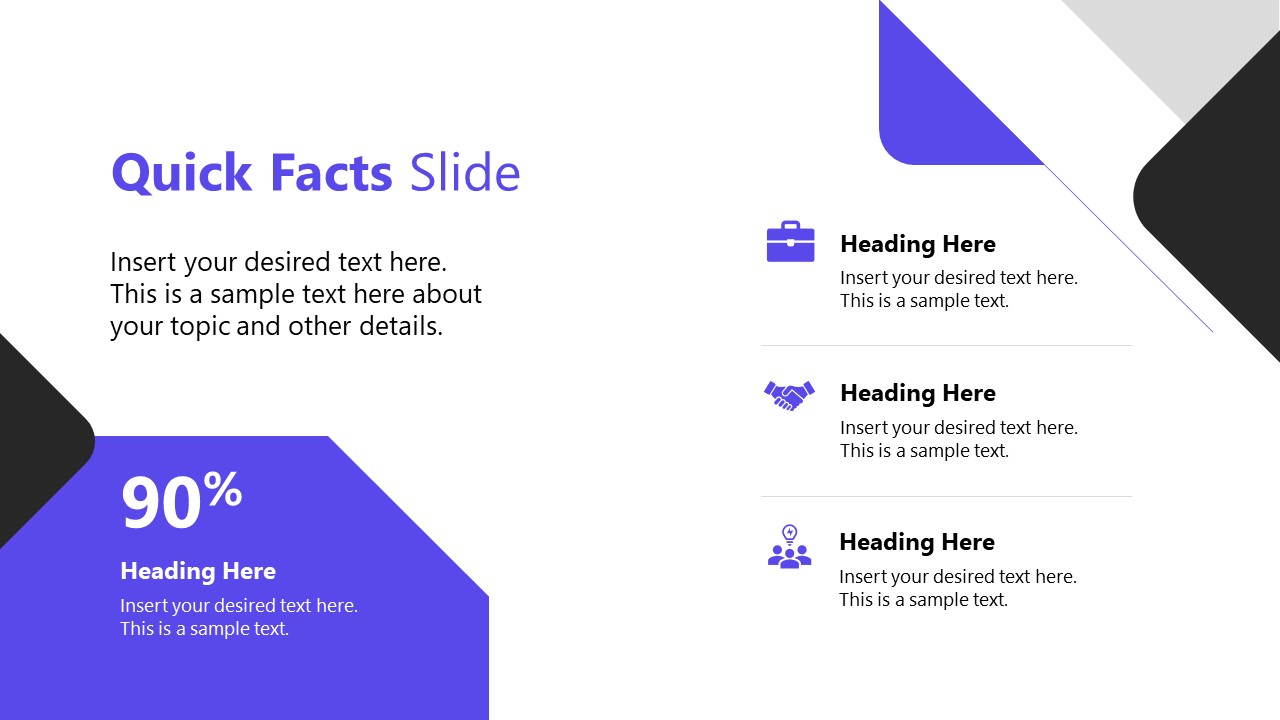 Quick Facts Slide
Insert your desired text here.
This is a sample text here about
your topic and other details.
90%
Heading Here
Insert your desired text here.
This is a sample text.
Heading Here
Insert your desired text here.
This is a sample text.
Heading Here
Insert your desired text here.
This is a sample text.
Heading Here
Insert your desired text here.
This is a sample text.